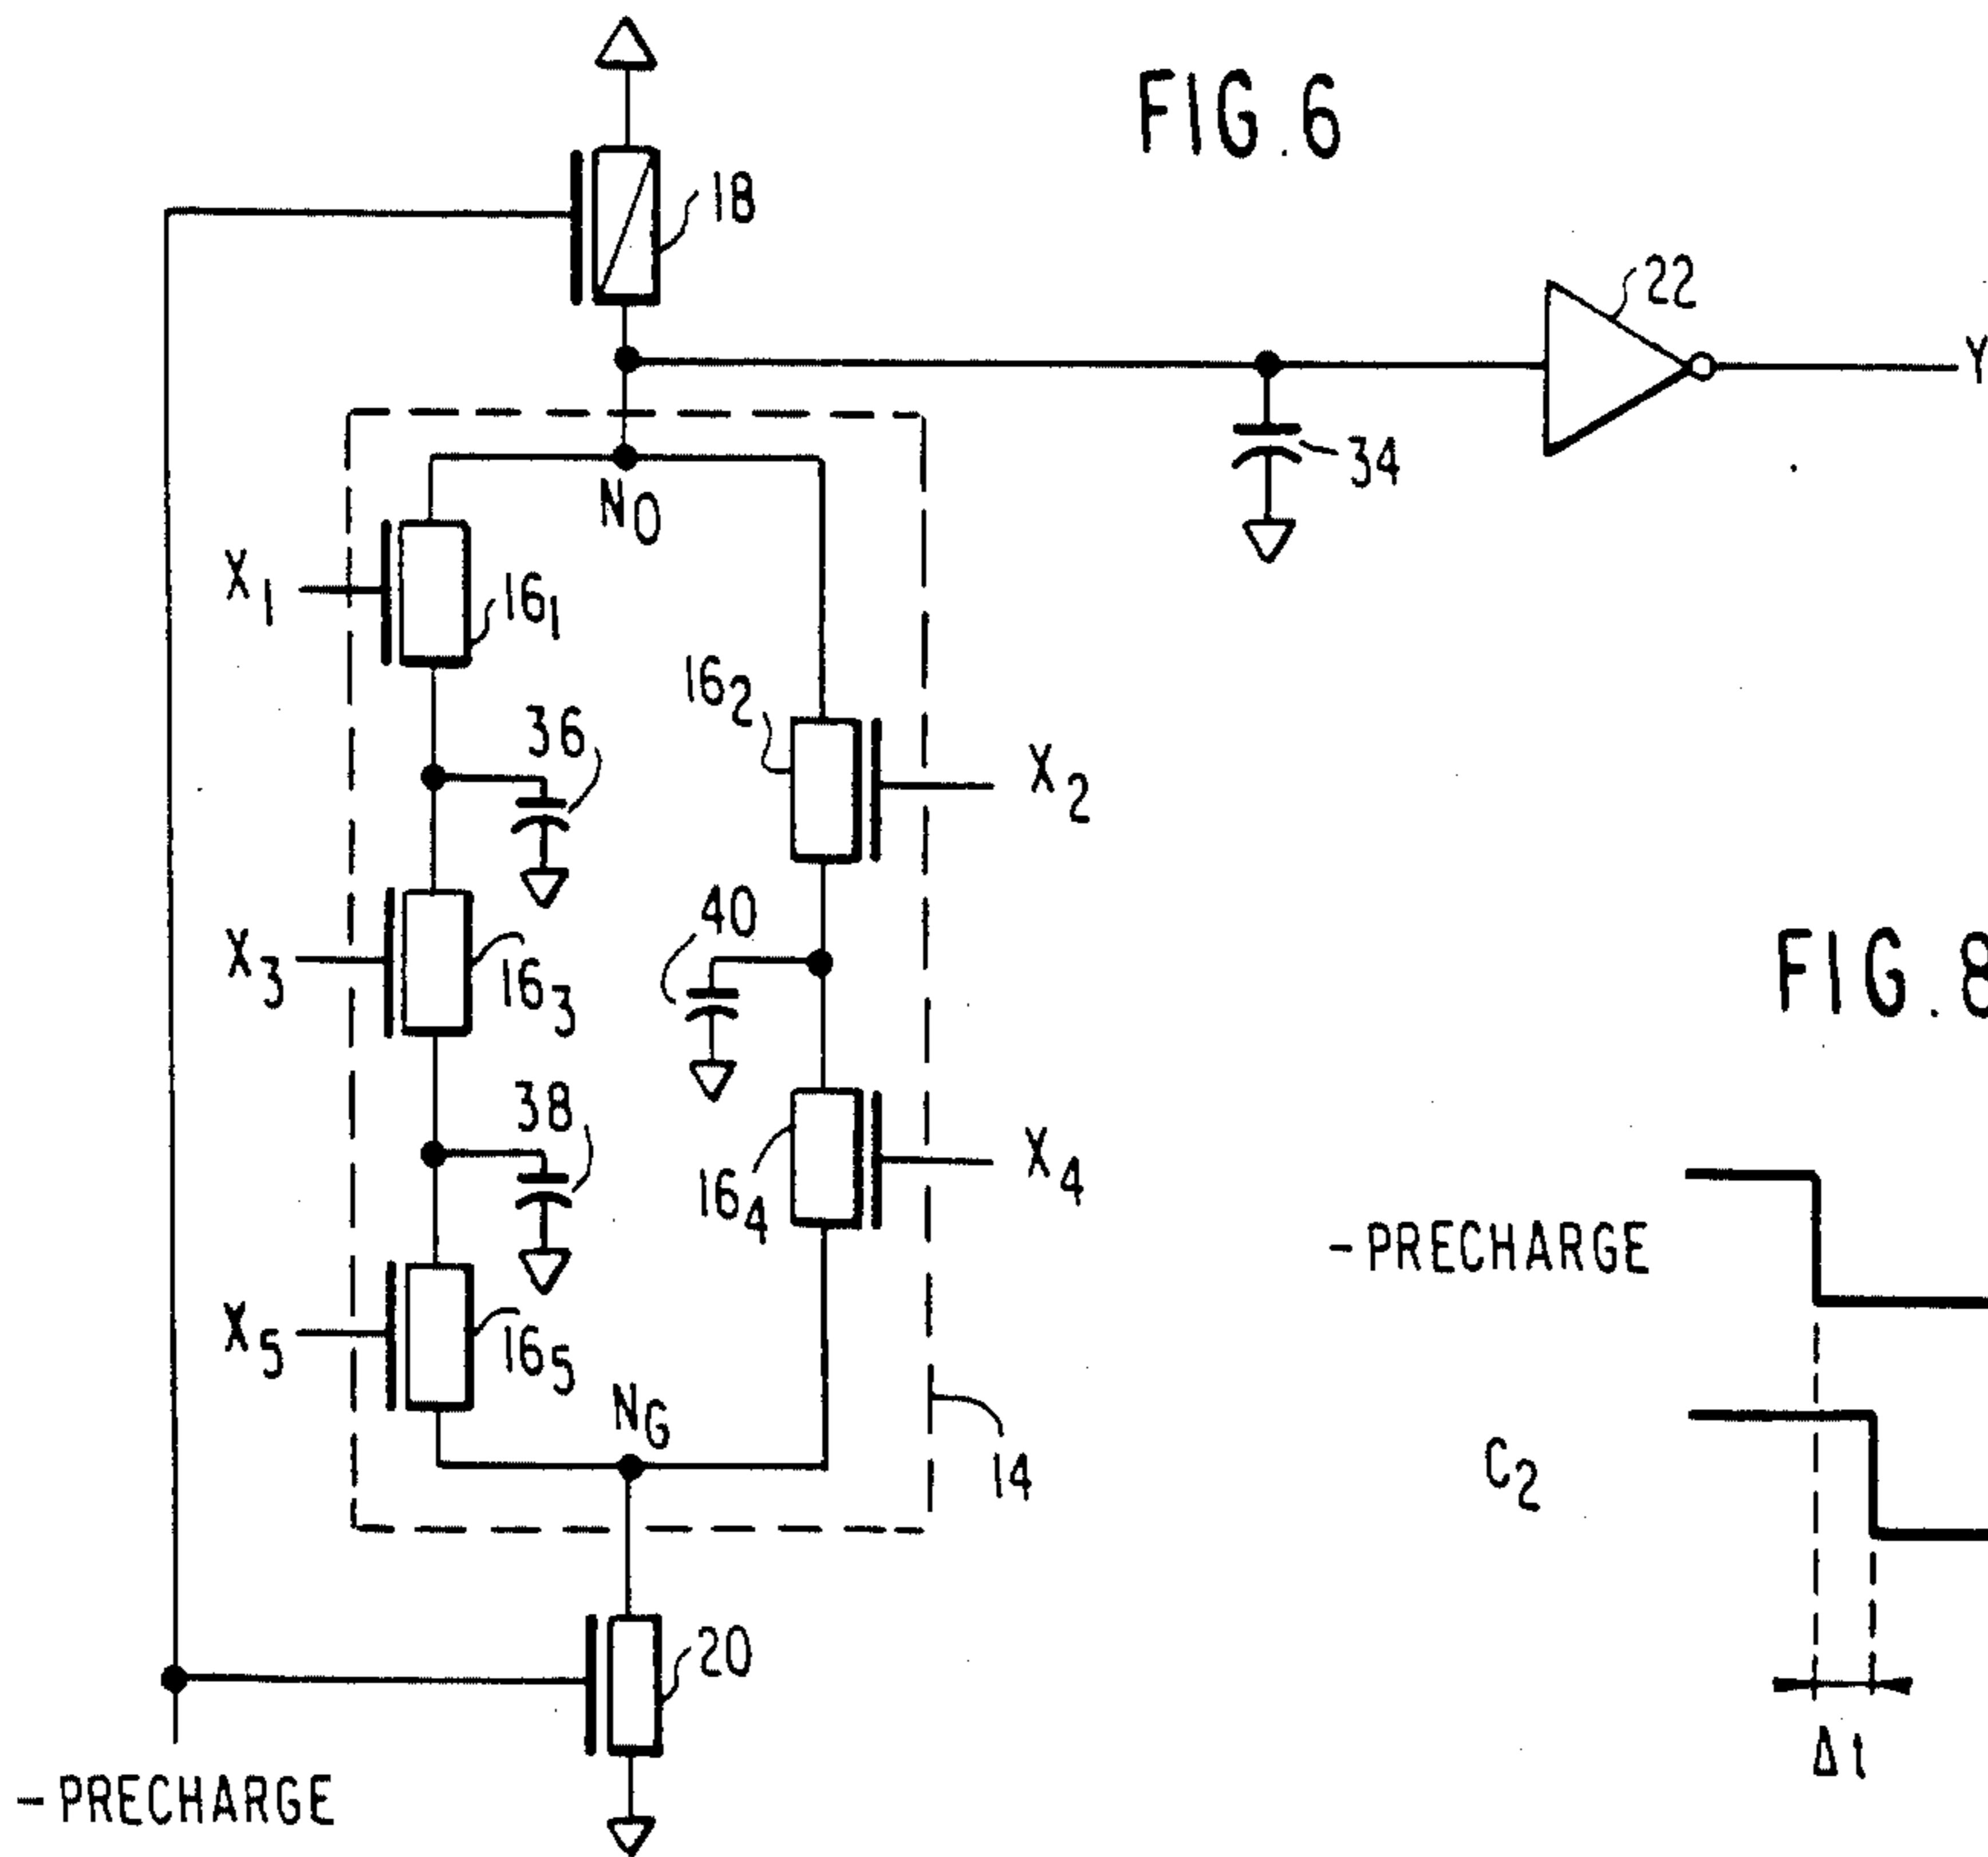 FIG. 6
18
22
Y
34
N0
X1
161
162
36
X2
40
X3
163
FIG. 8
38
X4
164
-PRECHARGE
X5
165
NG
14
C2
20
Δt
-PRECHARGE